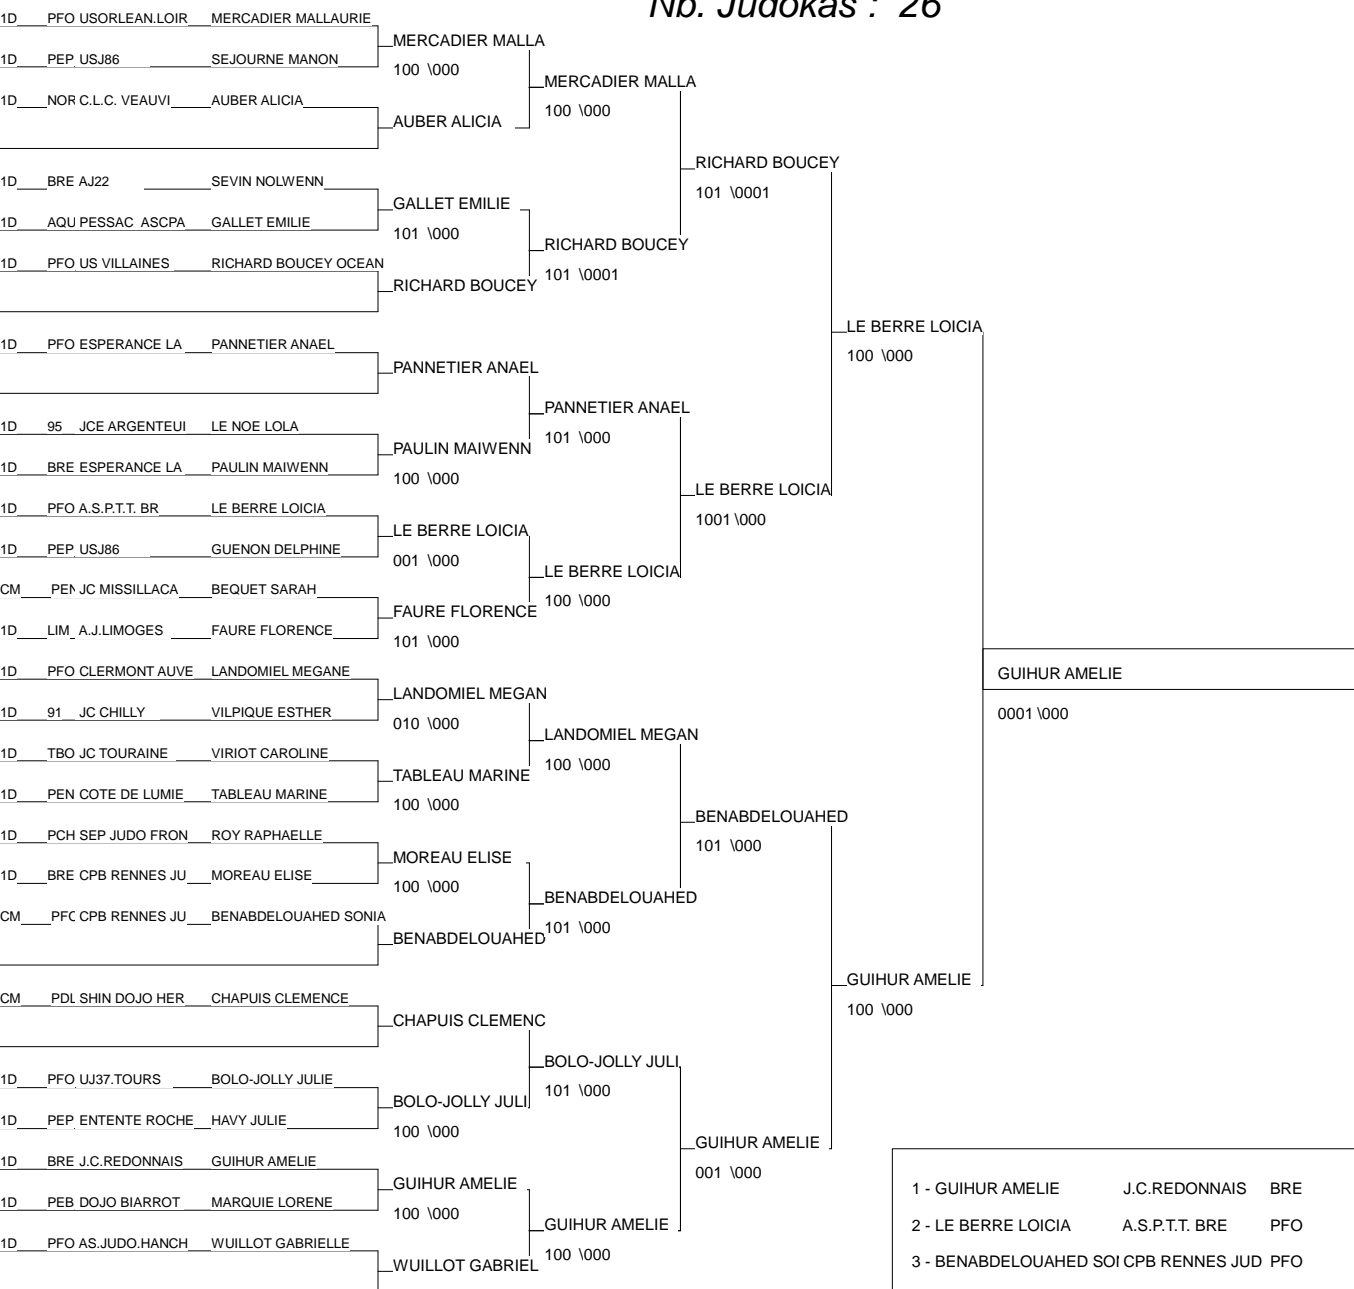 Nb. Judokas : 26
1D PFO USORLEAN.LOIR MERCADIER MALLAURIE
MERCADIER MALLA
1D PEP USJ86 SEJOURNE MANON
100 \000
MERCADIER MALLA
1D NOR C.L.C. VEAUVI AUBER ALICIA
100 \000
AUBER ALICIA
RICHARD BOUCEY
1D BRE AJ22 SEVIN NOLWENN
101 \0001
GALLET EMILIE
1D AQU PESSAC ASCPA GALLET EMILIE
101 \000
RICHARD BOUCEY
1D PFO US VILLAINES RICHARD BOUCEY OCEAN
101 \0001
RICHARD BOUCEY
LE BERRE LOICIA
1D PFO ESPERANCE LA PANNETIER ANAEL
100 \000
PANNETIER ANAEL
PANNETIER ANAEL
1D 95 JCE ARGENTEUI LE NOE LOLA
101 \000
PAULIN MAIWENN
1D BRE ESPERANCE LA PAULIN MAIWENN
100 \000
LE BERRE LOICIA
1D PFO A.S.P.T.T. BR LE BERRE LOICIA
1001 \000
LE BERRE LOICIA
1D PEP USJ86 GUENON DELPHINE
001 \000
LE BERRE LOICIA
CM PEN JC MISSILLACA BEQUET SARAH
100 \000
FAURE FLORENCE
1D LIM A.J.LIMOGES FAURE FLORENCE
101 \000
1D PFO CLERMONT AUVE LANDOMIEL MEGANE
GUIHUR AMELIE
LANDOMIEL MEGAN
1D 91 JC CHILLY VILPIQUE ESTHER
0001 \000
010 \000
LANDOMIEL MEGAN
1D TBO JC TOURAINE VIRIOT CAROLINE
100 \000
TABLEAU MARINE
1D PEN COTE DE LUMIE TABLEAU MARINE
100 \000
BENABDELOUAHED
1D PCH SEP JUDO FRON ROY RAPHAELLE
101 \000
MOREAU ELISE
1D BRE CPB RENNES JU MOREAU ELISE
100 \000
BENABDELOUAHED
CM PFO CPB RENNES JU BENABDELOUAHED SONIA
101 \000
BENABDELOUAHED
GUIHUR AMELIE
CM PDL SHIN DOJO HER CHAPUIS CLEMENCE
100 \000
CHAPUIS CLEMENC
BOLO-JOLLY JULI
1D PFO UJ37.TOURS BOLO-JOLLY JULIE
101 \000
BOLO-JOLLY JULI
1D PEP ENTENTE ROCHE HAVY JULIE
100 \000
GUIHUR AMELIE
1D BRE J.C.REDONNAIS GUIHUR AMELIE
001 \000
GUIHUR AMELIE
1 - GUIHUR AMELIE J.C.REDONNAIS BRE
1D PEB DOJO BIARROT MARQUIE LORENE
100 \000
GUIHUR AMELIE
2 - LE BERRE LOICIA A.S.P.T.T. BRE PFO
1D PFO AS.JUDO.HANCH WUILLOT GABRIELLE
100 \000
WUILLOT GABRIEL
3 - BENABDELOUAHED SONI CPB RENNES JUD PFO